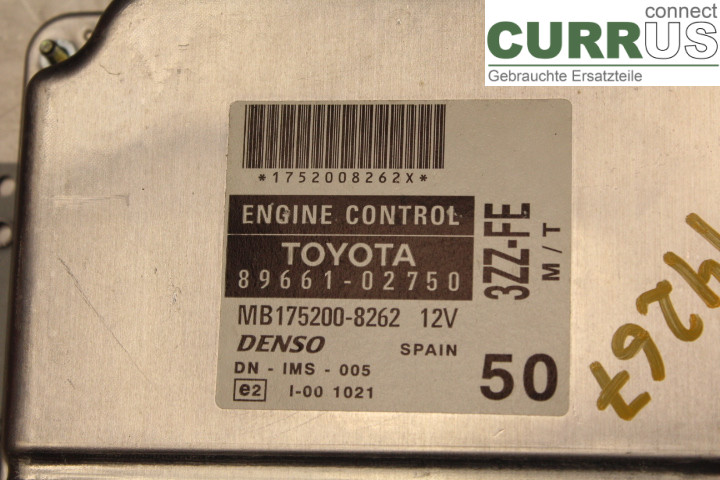 connect
CURRUS
Gebrauchte Ersatzteile
*1752008262X*
ENGINE CONTROL
TOYOTA
89661-02750
3ZZ-FE
M/T
MB175200-8262 12V
DENSO SPAIN
DN - IMS - 005
e2 I-00 1021
50